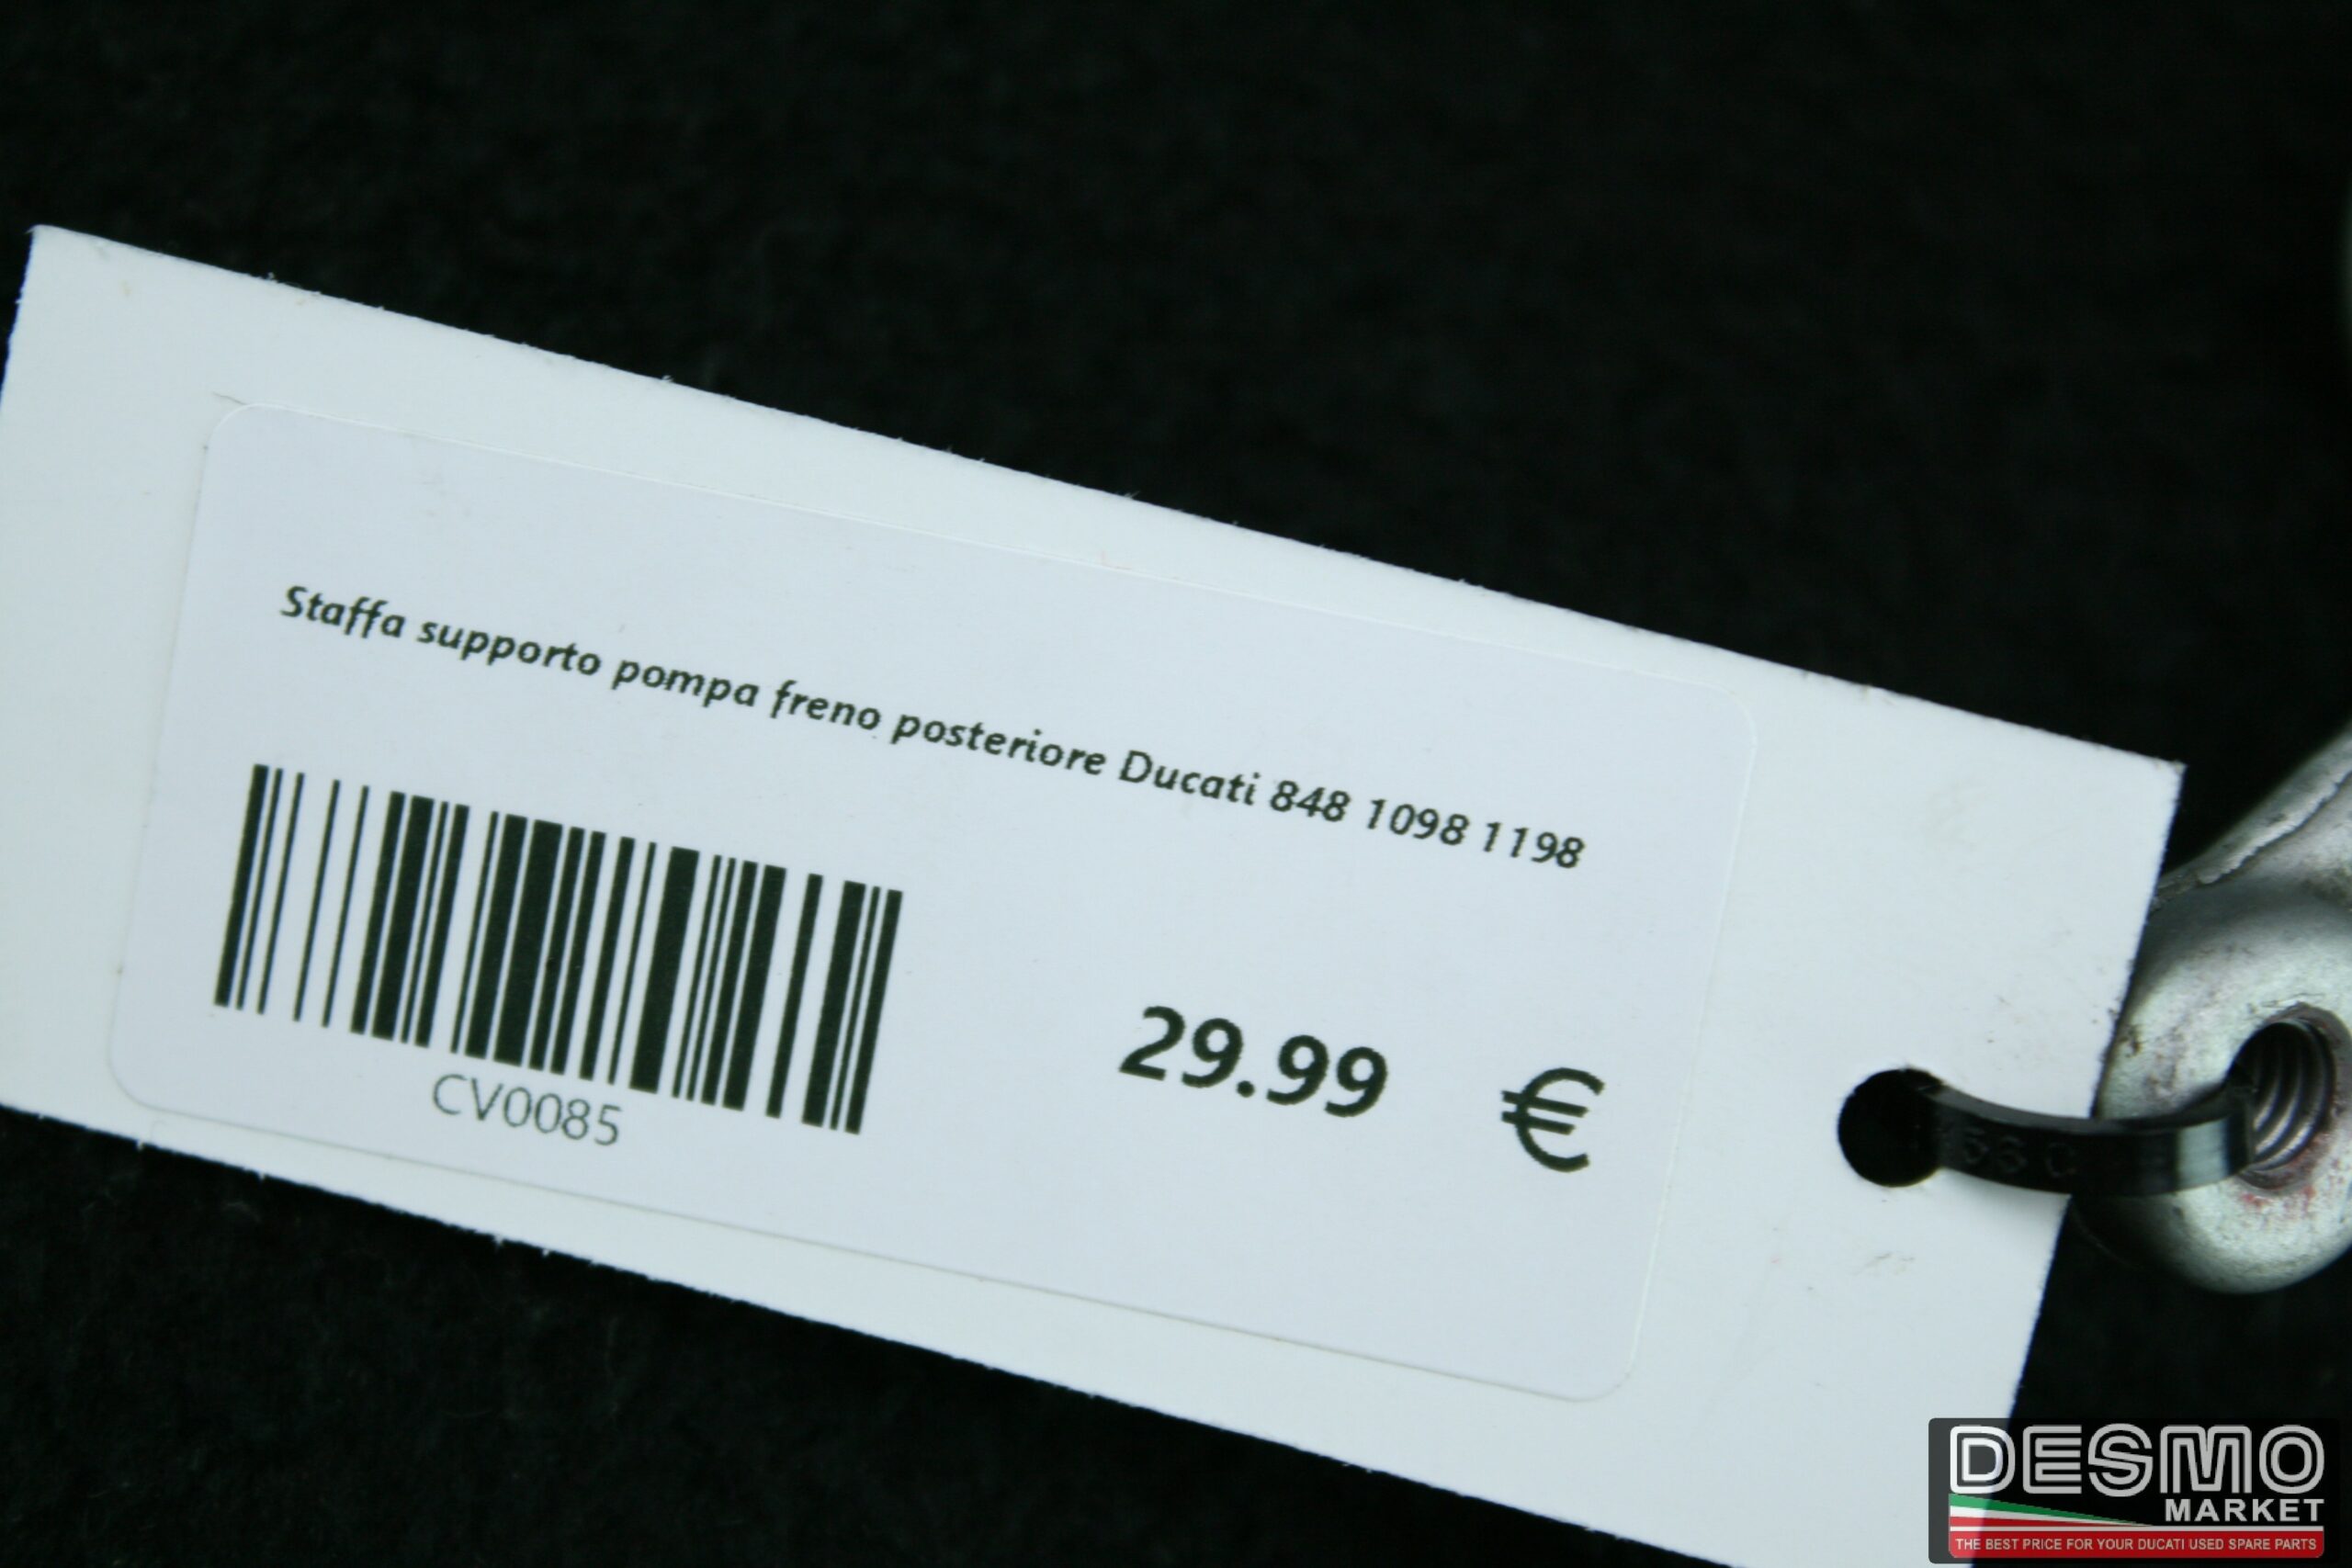 Staffa supporto pompa freno posteriore Ducati 848 1098 1198
29.99 €
CV0085
DESMO
MARKET
THE BEST PRICE FOR YOUR DUCATI USED SPARE PARTS